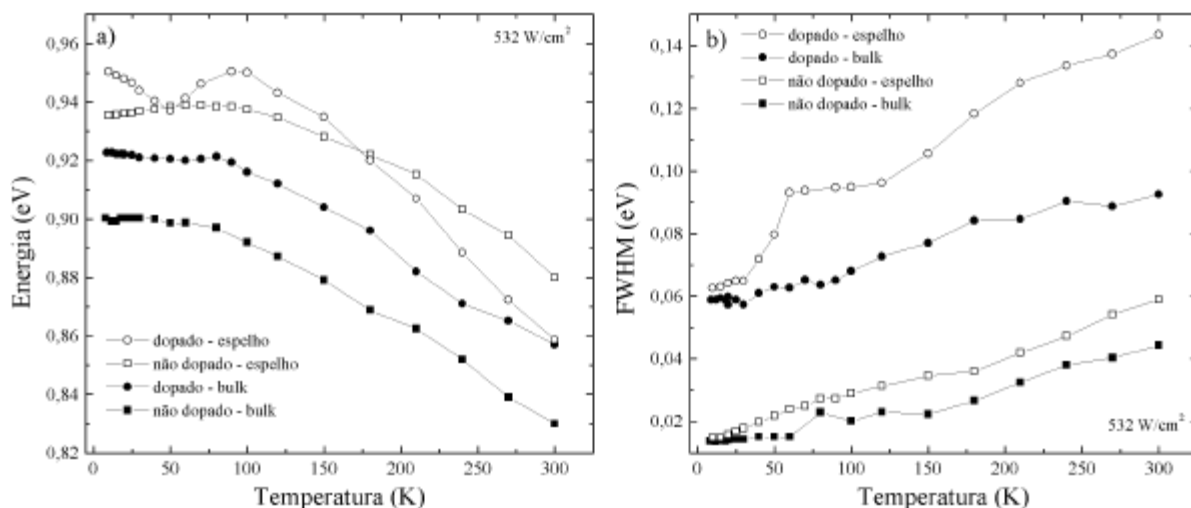 a)
532 W/cm²
0,96
0,94
0,92
0,90
0,88
0,86
0,84
0,82
Energia (eV)
dopado - espelho
não dopado - espelho
dopado - bulk
não dopado - bulk
0 50 100 150 200 250 300
Temperatura (K)
b)
dopado - espelho
dopado - bulk
não dopado - espelho
não dopado - bulk
0,14
0,12
0,10
0,08
0,06
0,04
0,02
FWHM (eV)
532 W/cm²
0 50 100 150 200 250 300
Temperatura (K)